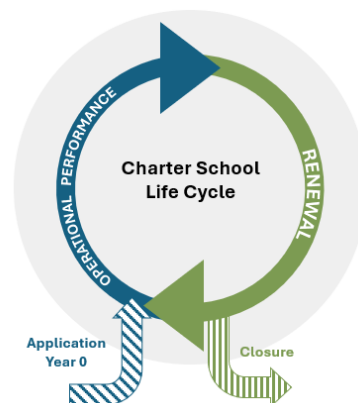 OPERATIONAL PERFORMANCE
RENEWAL
Charter School
Life Cycle
Application
Year 0
Closure